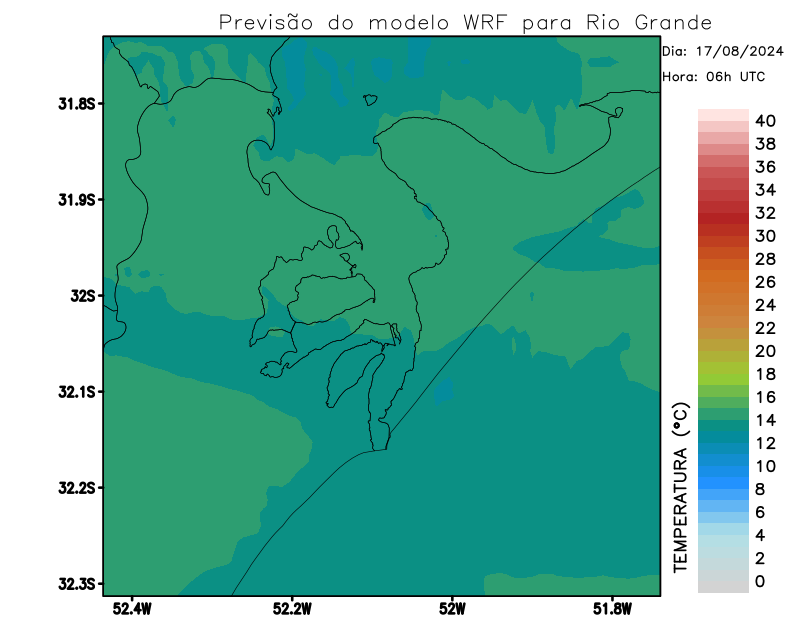 Previsão do modelo WRF para Rio Grande
Dia: 17/08/2024
Hora: 06h UTC
31.8S
31.9S
32S
32.1S
32.2S
32.3S
52.4W
52.2W
52W
51.8W
TEMPERATURA (°C)
40
38
36
34
32
30
28
26
24
22
20
18
16
14
12
10
8
6
4
2
0